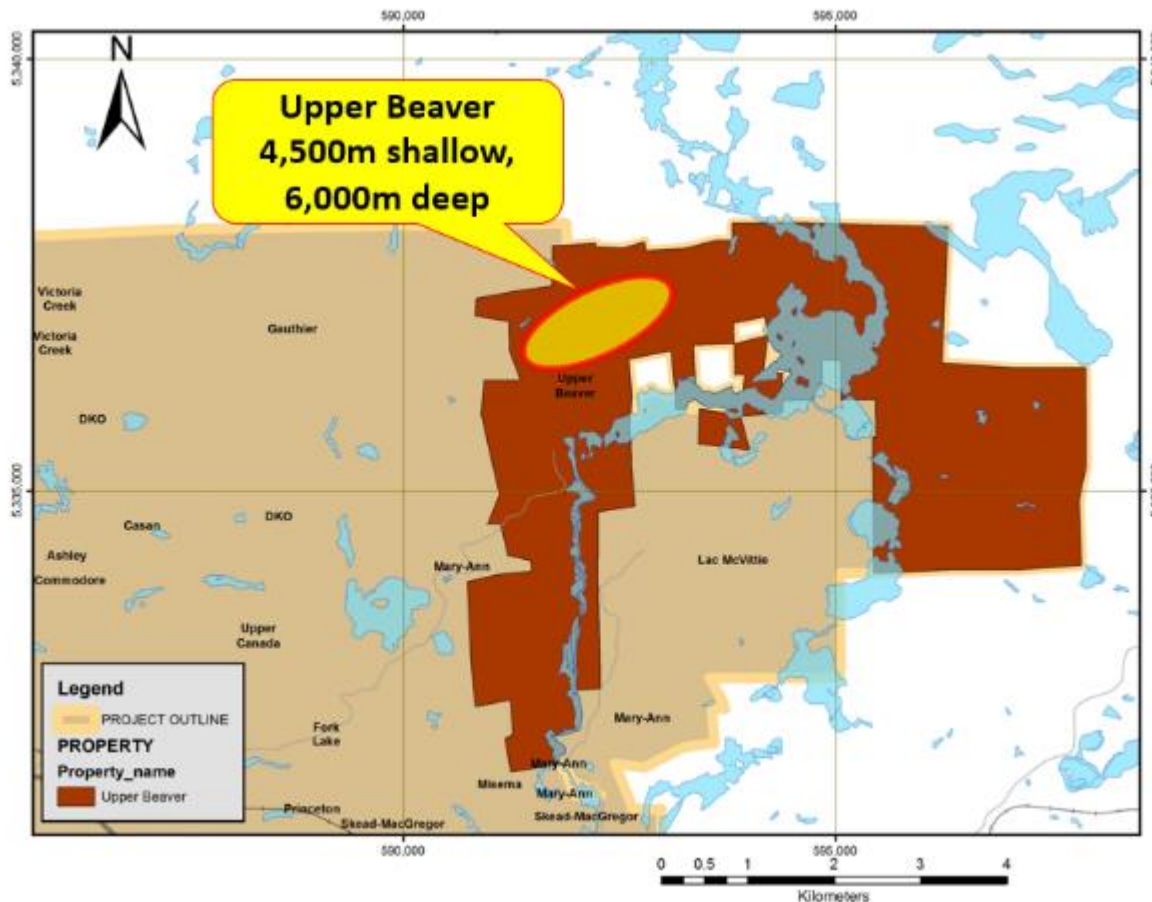 590,000
595,000
5,340,000
N
Upper Beaver
4,500m shallow,
6,000m deep
Victoria
Creek
Gauthier
Victoria
Creek
Upper
Beaver
DKO
5,335,000
Casan
DKO
Ashley
Commodore
Mary-Ann
Lac McVittie
Upper
Canada
Legend
PROJECT OUTLINE
PROPERTY
Property_name
Upper Beaver
Fork
Lake
Mary-Ann
Mary-Ann
Misema
Mary-Ann
Princeton
Skead-MacGregor
Skead-MacGregor
590,000
595,000
0 0.5 1 2 3 4
Kilometers